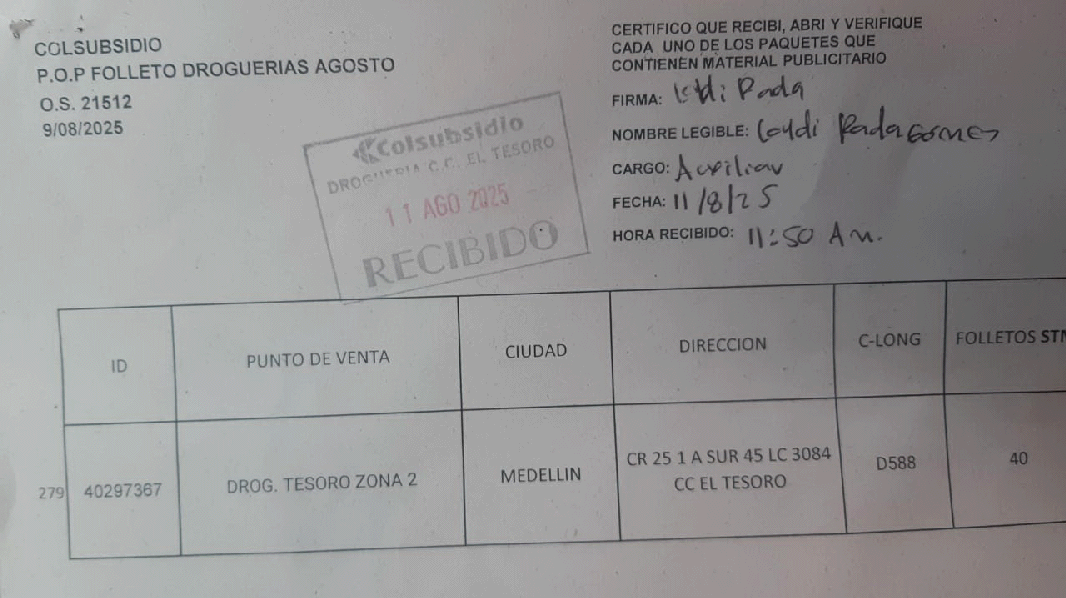 COLSUBSIDIO
P.O.P FOLLETO DROGUERIAS AGOSTO
O.S. 21512
9/08/2025
Colsubsidio
DROGUERIA C.C. EL TESORO
11 AGO 2025
RECIBIDO
CERTIFICO QUE RECIBI, ABRI Y VERIFIQUE
CADA UNO DE LOS PAQUETES QUE
CONTIENEN MATERIAL PUBLICITARIO
FIRMA: Rada
NOMBRE LEGIBLE: Rada
CARGO: Auxiliar
FECHA: 11/8/25
HORA RECIBIDO: 11:50 Am.
ID PUNTO DE VENTA CIUDAD DIRECCION C-LONG FOLLETOS
279 40297367 DROG. TESORO ZONA 2 MEDELLIN CR 25 1 A SUR 45 LC 3084 D588 40
CC EL TESORO